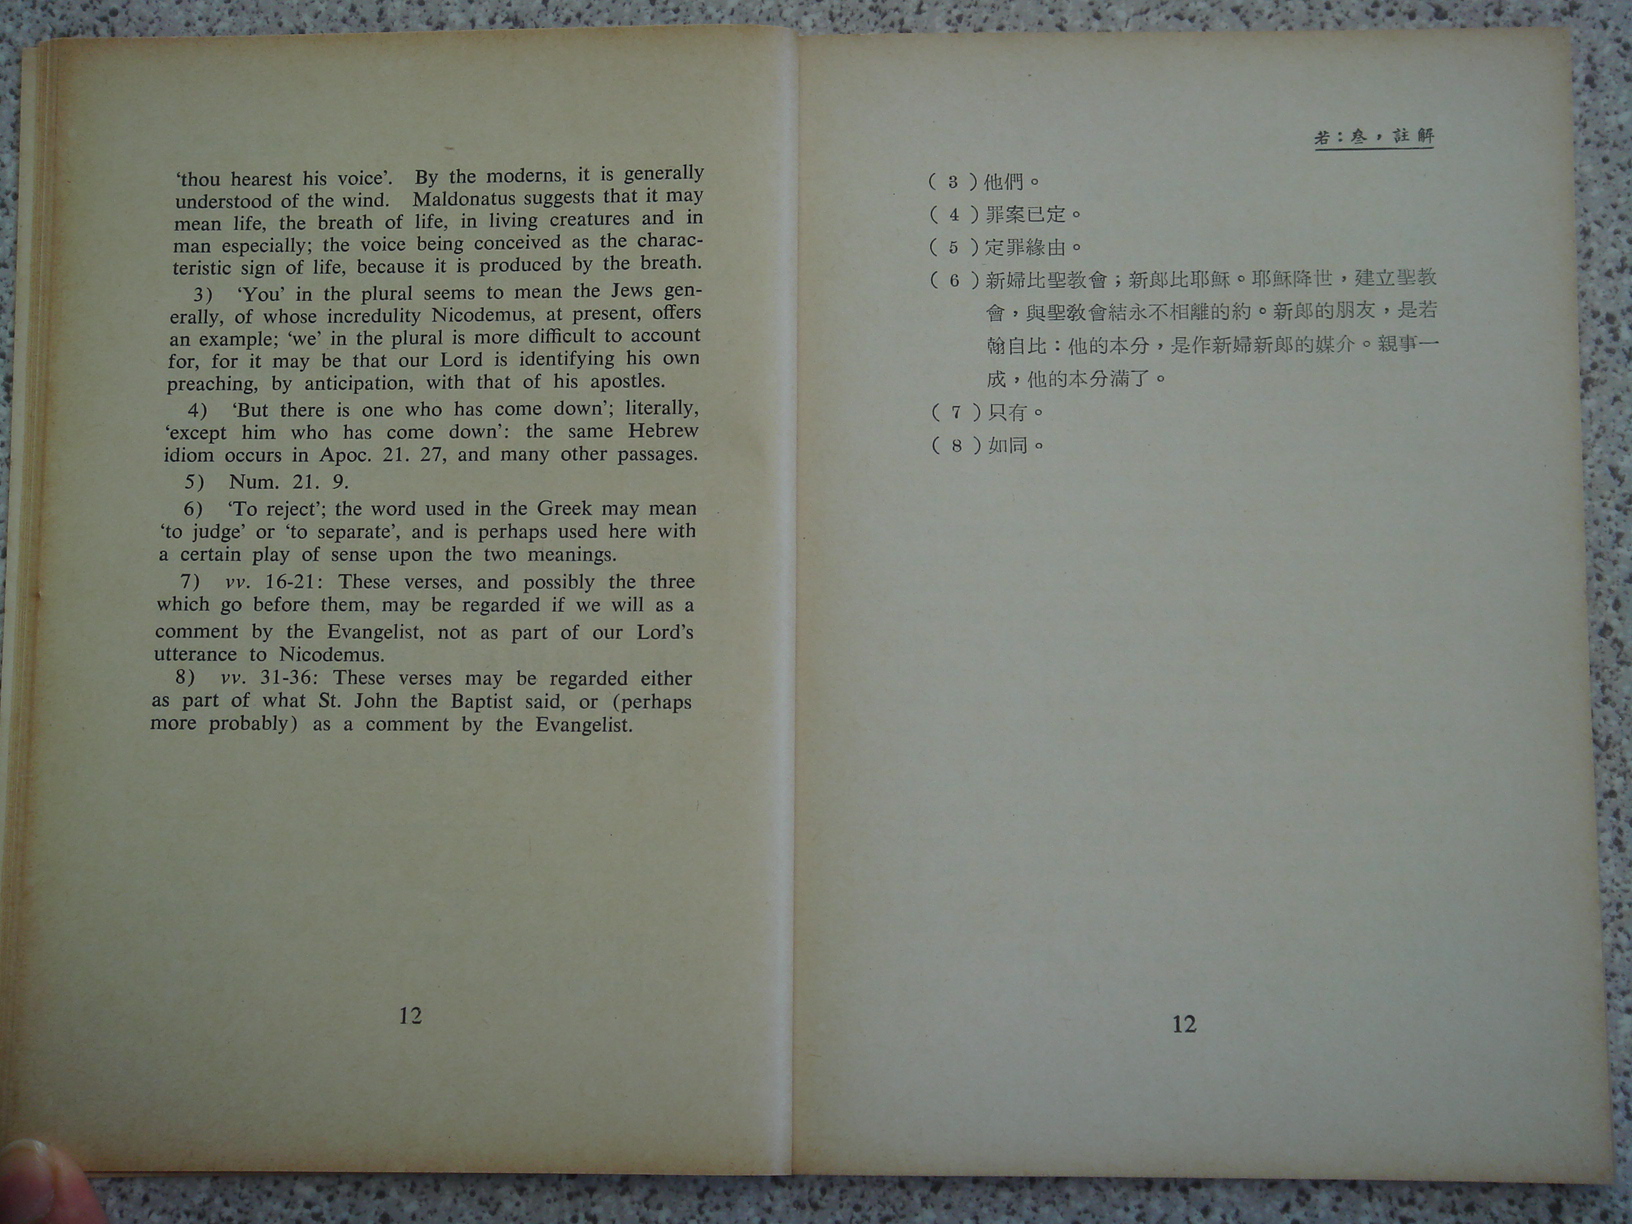 ‘thou hearest his voice’. By the moderns, it is generally
understood of the wind. Maldonatus suggests that it may
mean life, the breath of life, in living creatures and in
man especially; the voice being conceived as the charac-
teristic sign of life, because it is produced by the breath.
3) ‘You’ in the plural seems to mean the Jews gen-
erally, of whose incredulity Nicodemus, at present, offers
an example; ‘we’ in the plural is more difficult to account
for, for it may be that our Lord is identifying his own
preaching, by anticipation, with that of his apostles.
4) ‘But there is one who has come down’; literally,
‘except him who has come down’: the same Hebrew
idiom occurs in Apoc. 21. 27, and many other passages.
5) Num. 21. 9.
6) ‘To reject’; the word used in the Greek may mean
‘to judge’ or ‘to separate’, and is perhaps used here with
a certain play of sense upon the two meanings.
7) vv. 16-21: These verses, and possibly the three
which go before them, may be regarded if we will as a
comment by the Evangelist, not as part of our Lord’s
utterance to Nicodemus.
8) vv. 31-36: These verses may be regarded either
as part of what St. John the Baptist said, or (perhaps
more probably) as a comment by the Evangelist.
12
若：叁，註解
（3）他們。
（4）罪案已定。
（5）定罪緣由。
（6）新婦比聖教會；新郎比耶穌。耶穌降世，建立聖教
會，與聖教會結永不相離的約。新郎的朋友，是若
翰自比：他的本分，是作新婦新郎的媒介。親事一
成，他的本分滿了。
（7）只有。
（8）如同。
12